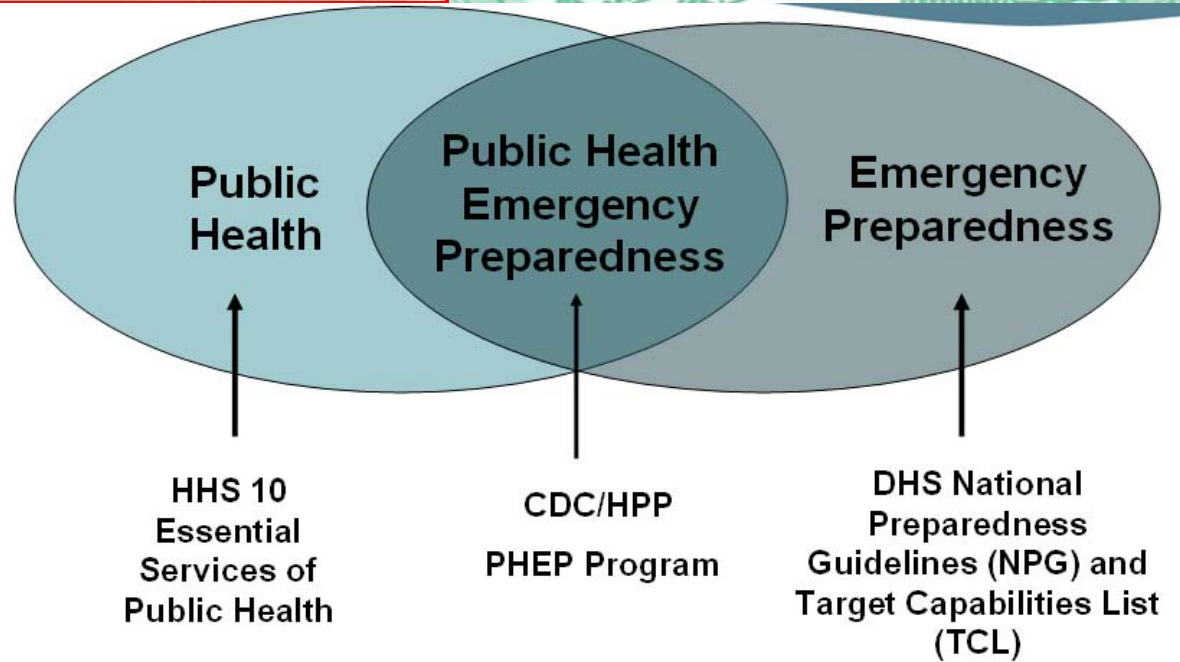 Public
Health
Public Health
Emergency
Preparedness
Emergency
Preparedness
HHS 10
Essential
Services of
Public Health
CDC/HPP
PHEP Program
DHS National
Preparedness
Guidelines (NPG) and
Target Capabilities List
(TCL)